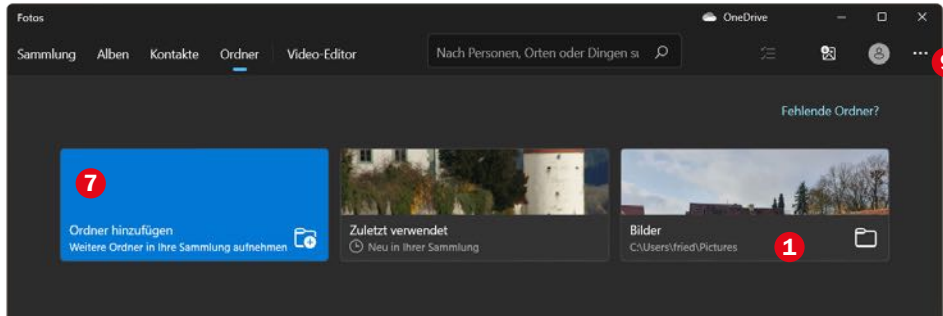 Fotos
OneDrive
Sammlung Alben Kontakte Ordner Video-Editor
Nach Personen, Orten oder Dingen su
Fehlende Ordner?
7
Ordner hinzufügen
Weitere Ordner in Ihre Sammlung aufnehmen
Zuletzt verwendet
Neu in Ihrer Sammlung
Bilder
C:\Users\fried\Pictures
1